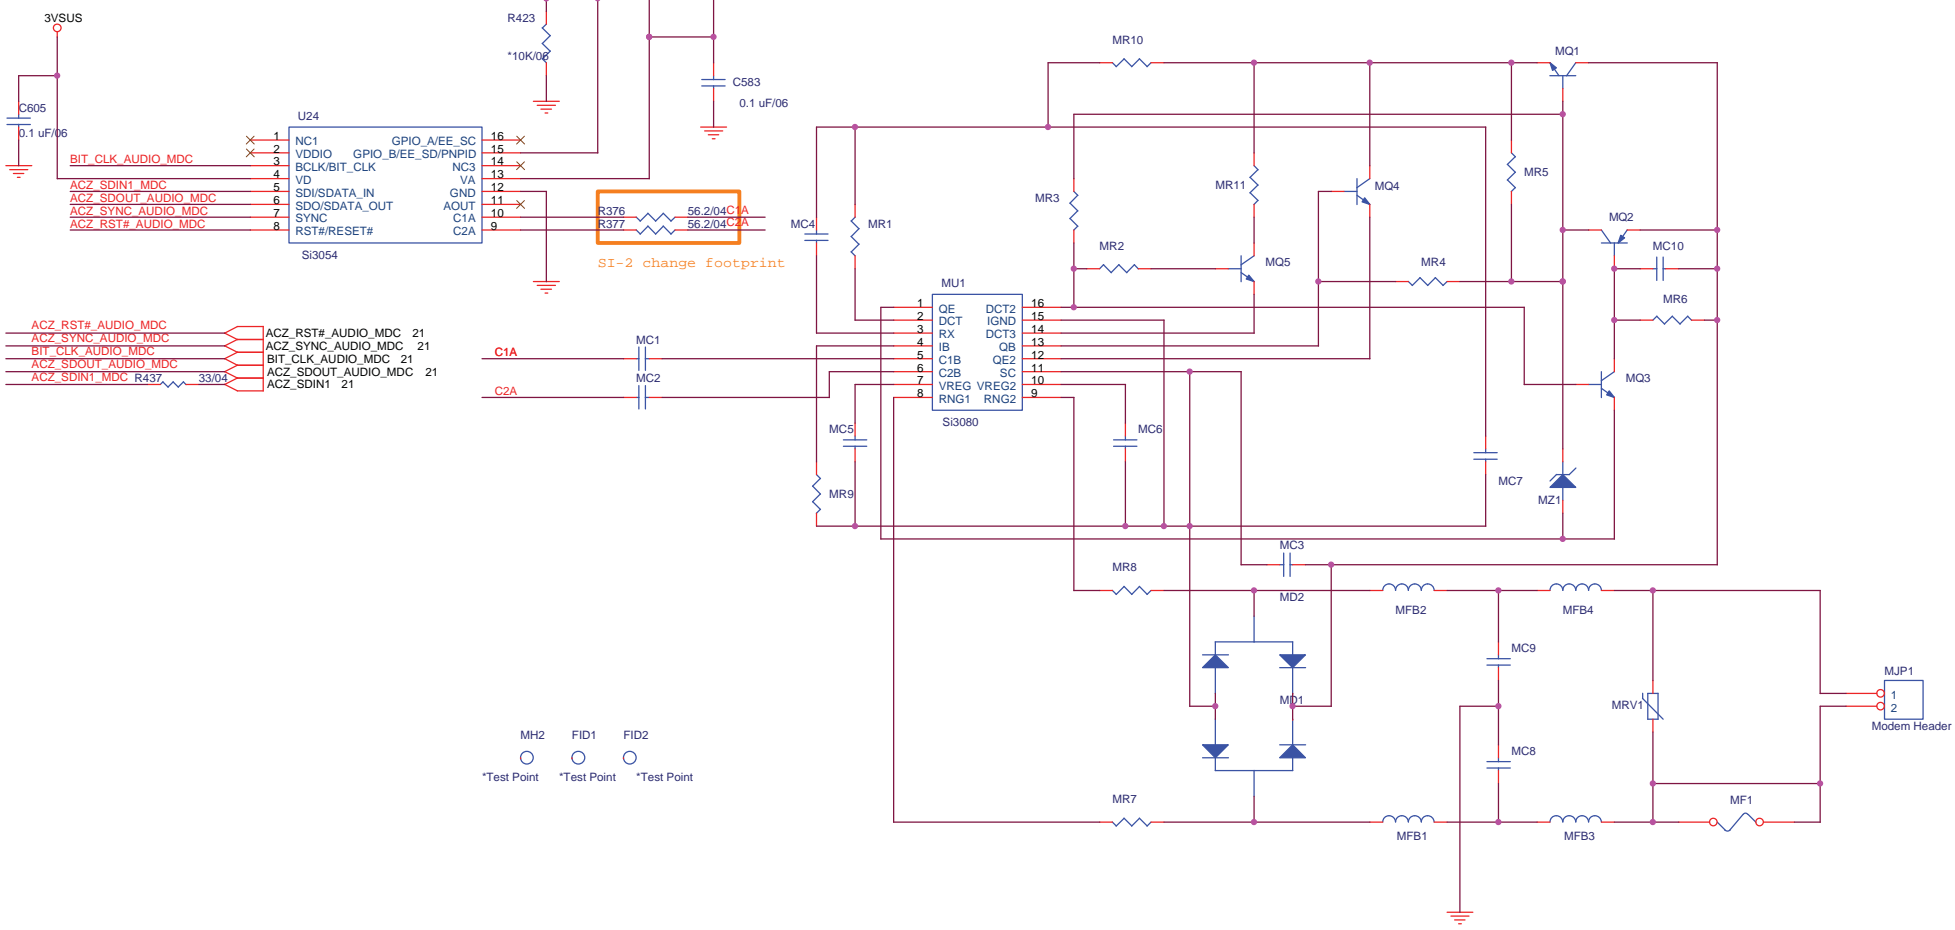 3VSUS
R423
*10K/06
C583
0.1 uF/06
C605
0.1 uF/06
U24
1 NC1
2 VDDIO
3 BCLK/BIT_CLK
4 VD
5 SDI/SDATA_IN
6 SDO/SDATA_OUT
7 SYNC
8 RST#/RESET#
GPIO_A/EE_SC 16
GPIO_B/EE_SD/PNPID 15
NC3 14
VA 13
GND 12
AOUT 11
C1A 10
C2A 9
Si3054
BIT_CLK_AUDIO_MDC
ACZ_SDIN1_MDC
ACZ_SDOUT_AUDIO_MDC
ACZ_SYNC_AUDIO_MDC
ACZ_RST#_AUDIO_MDC
R376 56.2/04 C1A
R377 56.2/04 C2A
SI-2 change footprint
ACZ_RST#_AUDIO_MDC ACZ_RST#_AUDIO_MDC 21
ACZ_SYNC_AUDIO_MDC ACZ_SYNC_AUDIO_MDC 21
BIT_CLK_AUDIO_MDC BIT_CLK_AUDIO_MDC 21
ACZ_SDOUT_AUDIO_MDC ACZ_SDOUT_AUDIO_MDC 21
ACZ_SDIN1_MDC R437 33/04 ACZ_SDIN1 21
C1A
MC1
C2A
MC2
MR10
MQ1
MR3
MR11
MQ4
MR5
MQ2
MC10
MC4
MR1
MR2
MQ5
MR4
MR6
MU1
1 QE
2 DCT
3 RX
4 IB
5 C1B
6 C2B
7 VREG
8 RNG1
DCT2 16
IGND 15
DCT3 14
QB 13
QE2 12
SC 11
VREG2 10
RNG2 9
Si3080
MQ3
MC5
MC6
MC7
MR9
MZ1
MC3
MR8
MD2
MFB2
MFB4
MC9
MD1
MRV1
MJP1
1
2
Modem Header
MC8
MR7
MFB1
MFB3
MF1
MH2
FID1
FID2
*Test Point
*Test Point
*Test Point